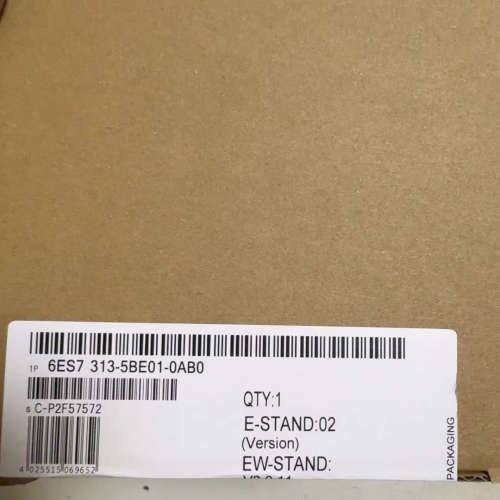 1P 6ES7 313-5BE01-0AB0
S C-P2F57572
QTY:1
E-STAND:02
(Version)
EW-STAND:
4 025515 069652
PACKAGING